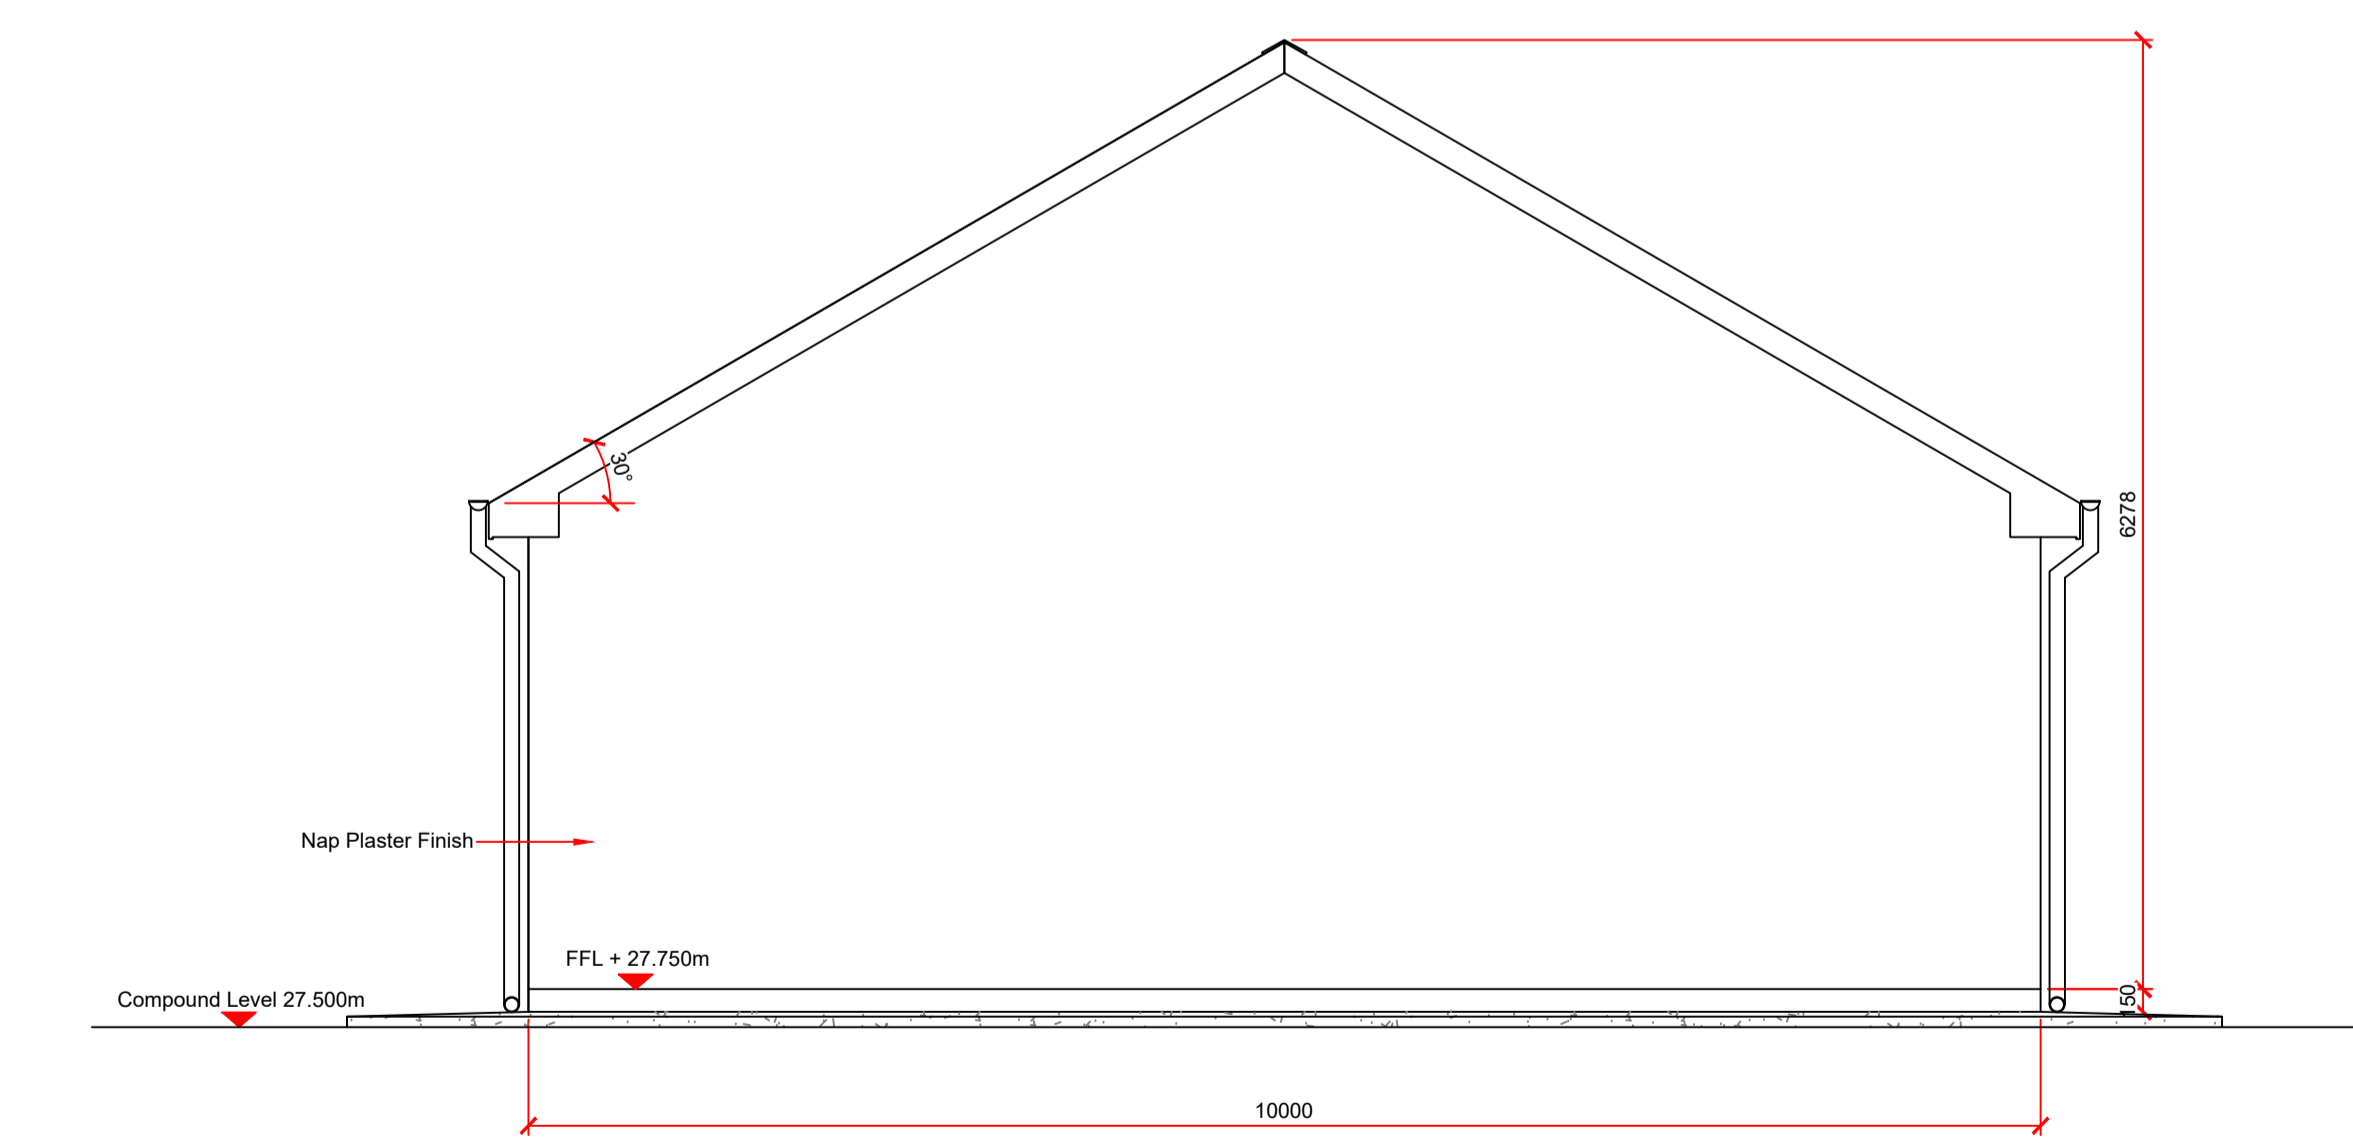 30°
6278
Nap Plaster Finish
FFL + 27.750m
Compound Level 27.500m
150
10000